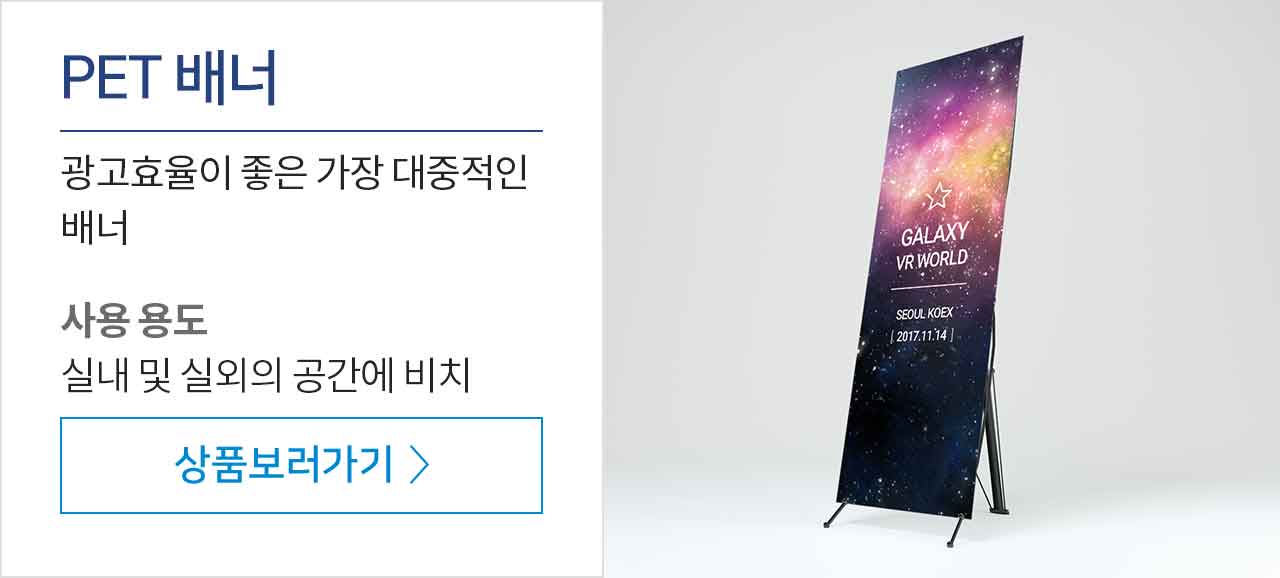 PET 배너
광고효율이 좋은 가장 대중적인
배너
사용 용도
실내 및 실외의 공간에 비치
상품보러가기
GALAXY
VR WORLD
SEOUL KOEX
[ 2017.11.14 ]